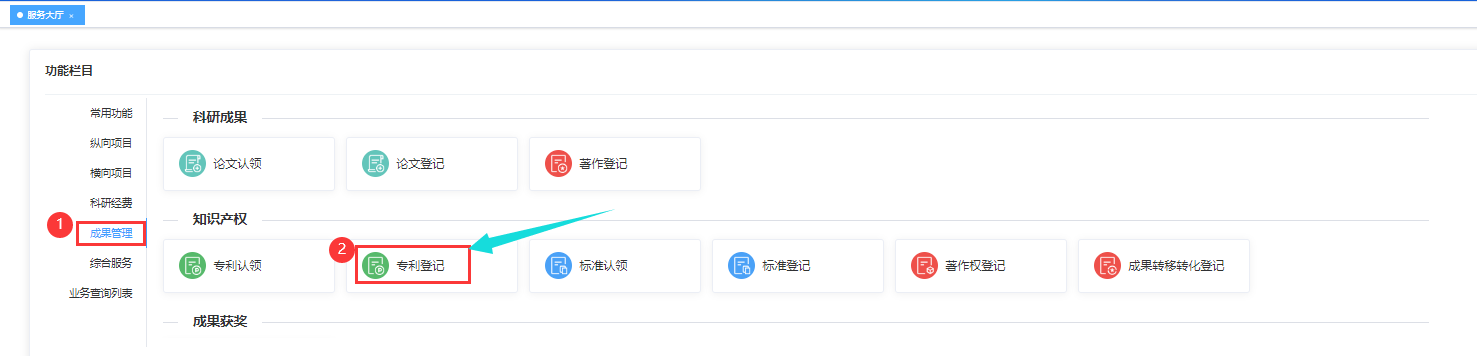 服务大厅 ×
功能栏目
常用功能
纵向项目
横向项目
科研经费
1 成果管理
综合服务
业务查询列表
科研成果
论文认领 论文登记 著作登记
知识产权
专利认领 2 专利登记 标准认领 标准登记 著作权登记 成果转移转化登记
成果获奖